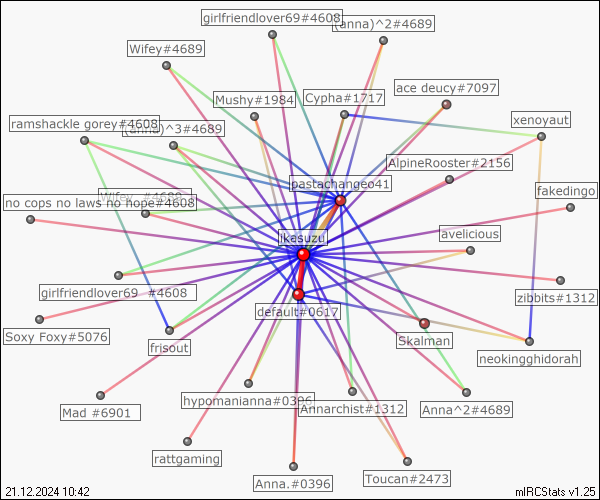 girlfriendlover69#4608
(anna)^2#4689
Wifey#4689
ace deucy#7097
Mushy#1984
Cypha#1717
xenoyaut
ramshackle gorey#4608
(anna)^3#4689
AlpineRooster#2156
pastachangeo41
fakedingo
no cops no laws no hope#4608
Wifey_#4689
ikesuzu
avelicious
girlfriendlover69 #4608
zibbits#1312
default#0617
Soxy Foxy#5076
frisout
Skalman
neokingghidorah
hypomanianna#0396
Annarchist#1312
Anna^2#4689
Mad #6901
rattgaming
Anna.#0396
Toucan#2473
21.12.2024 10:42
mIRCStats v1.25